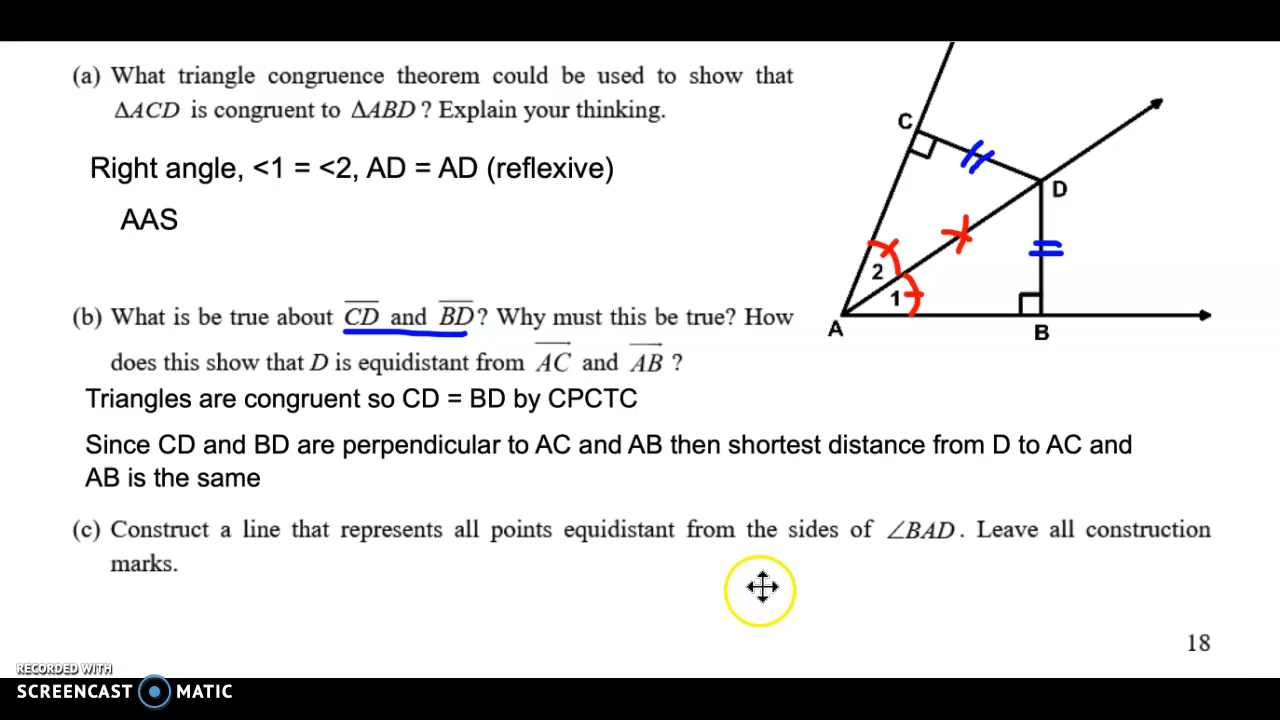 (a) What triangle congruence theorem could be used to show that
ΔACD is congruent to ΔABD? Explain your thinking.
Right angle, <1 = <2, AD = AD (reflexive)
AAS
C
D
2
1
A
B
(b) What is be true about CD and BD? Why must this be true? How
does this show that D is equidistant from AC and AB ?
Triangles are congruent so CD = BD by CPCTC
Since CD and BD are perpendicular to AC and AB then shortest distance from D to AC and
AB is the same
(c) Construct a line that represents all points equidistant from the sides of ∠BAD. Leave all construction
marks.
18
RECORDED WITH
SCREENCAST MATIC